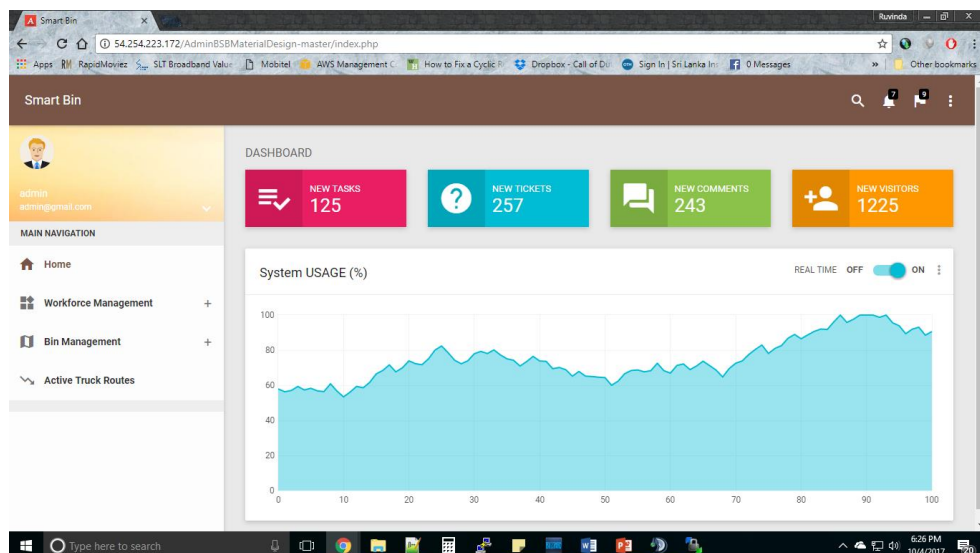 Smart Bin
Ruvinda
54.254.223.172/AdminBSBMaterialDesign-master/index.php
Apps RM RapidMoviez SLT Broadband Value Mobitel AWS Management C How to Fix a Cyclic R Dropbox - Call of Du Sign In | Sri Lanka In 0 Messages » Other bookmarks
Smart Bin
7 9
admin
admin@gmail.com
MAIN NAVIGATION
Home
Workforce Management +
Bin Management +
Active Truck Routes
DASHBOARD
NEW TASKS
125
NEW TICKETS
257
NEW COMMENTS
243
NEW VISITORS
1225
System USAGE (%)
REAL TIME OFF ON
100
80
60
40
20
0
0 10 20 30 40 50 60 70 80 90 100
Type here to search
6:26 PM
10/4/2017